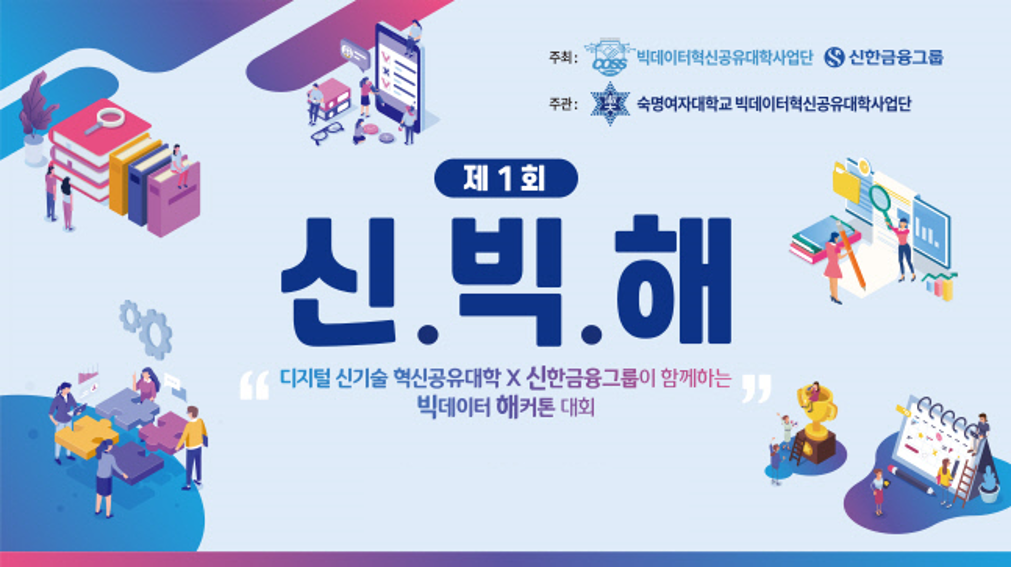 주최 : COSS 빅데이터혁신공유대학사업단 신한금융그룹
주관 : 숙명여자대학교 빅데이터혁신공유대학사업단
제 1 회
신.빅.해
“ 디지털 신기술 혁신공유대학 X 신한금융그룹이 함께하는 ”
빅데이터 해커톤 대회